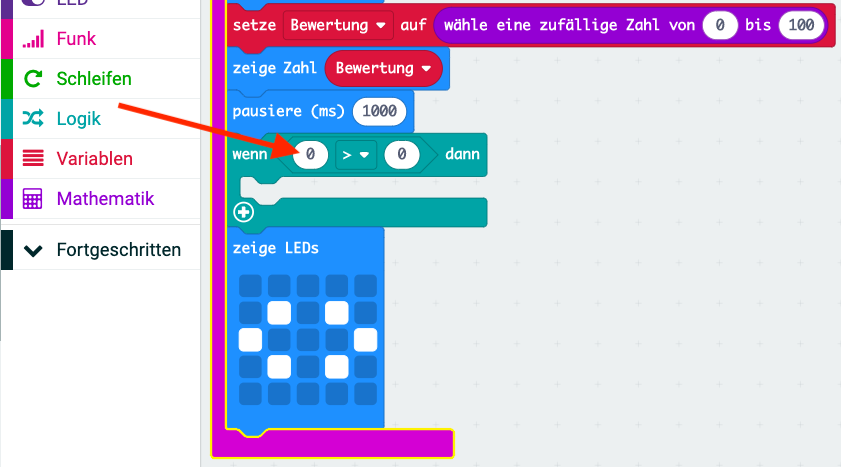 LED
Funk
Schleifen
Logik
Variablen
Mathematik
Fortgeschritten
setze Bewertung auf wähle eine zufällige Zahl von 0 bis 100
zeige Zahl Bewertung
pausiere (ms) 1000
wenn 0 > 0 dann
zeige LEDs